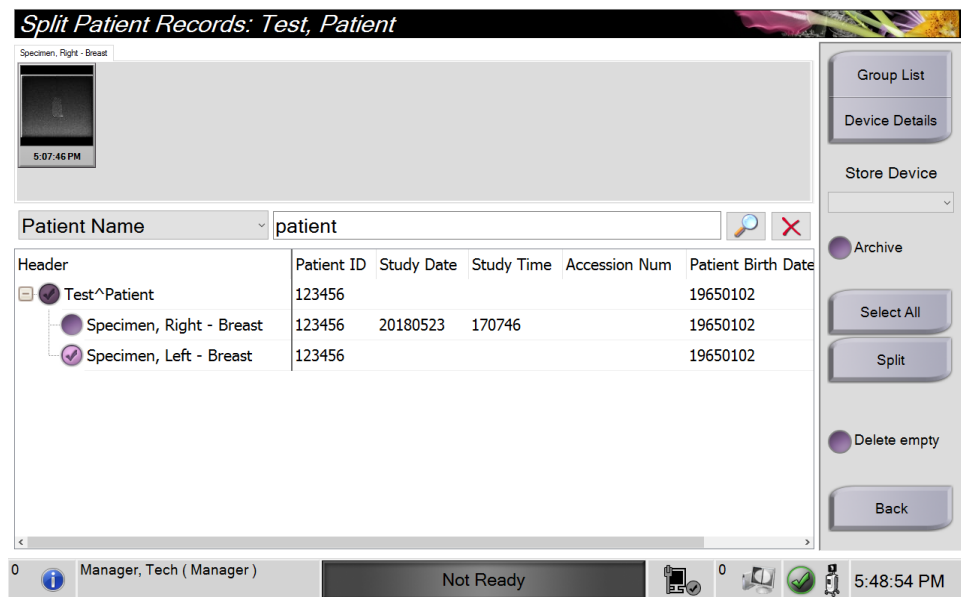 Split Patient Records: Test, Patient
Specimen, Right - Breast
5:07:46 PM
Group List
Device Details
Store Device
Archive
Select All
Split
Delete empty
Back
Patient Name patient
Header Patient ID Study Date Study Time Accession Num Patient Birth Date
Test^Patient 123456 19650102
Specimen, Right - Breast 123456 20180523 170746 19650102
Specimen, Left - Breast 123456 19650102
0 Manager, Tech ( Manager ) Not Ready 0 5:48:54 PM